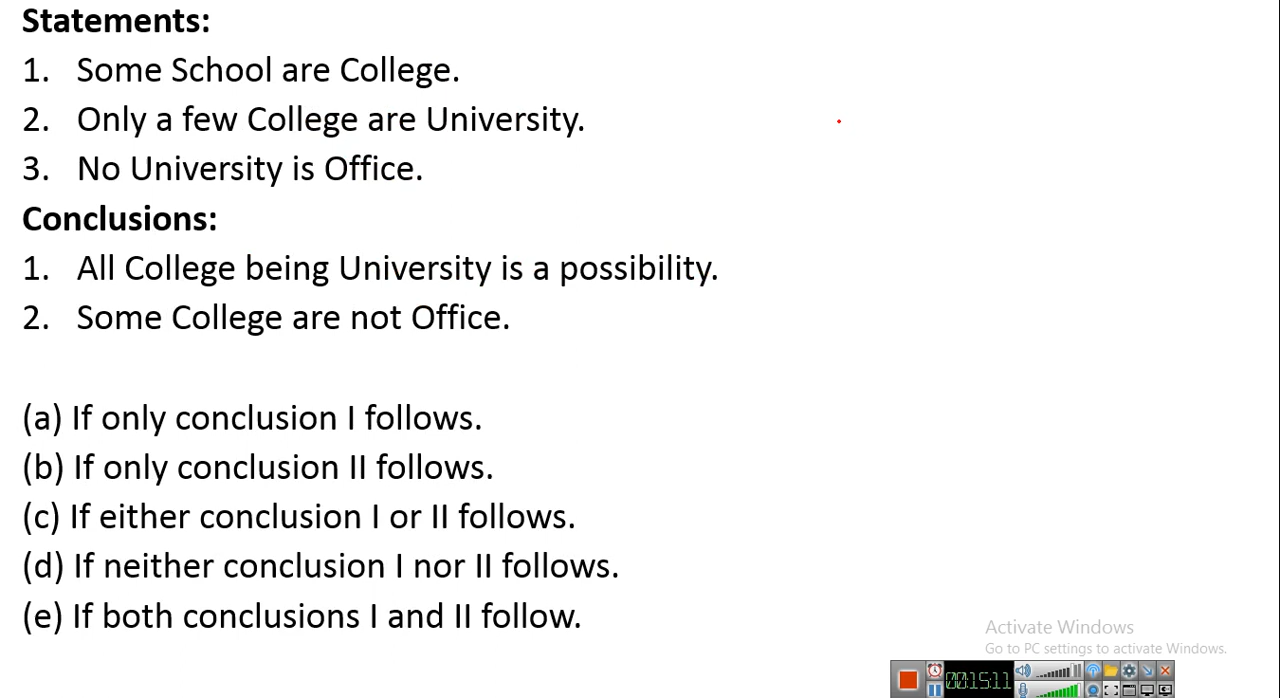 Statements:
1. Some School are College.
2. Only a few College are University.
3. No University is Office.
Conclusions:
1. All College being University is a possibility.
2. Some College are not Office.
(a) If only conclusion I follows.
(b) If only conclusion II follows.
(c) If either conclusion I or II follows.
(d) If neither conclusion I nor II follows.
(e) If both conclusions I and II follow.
Activate Windows
Go to PC settings to activate Windows.
00:15:11